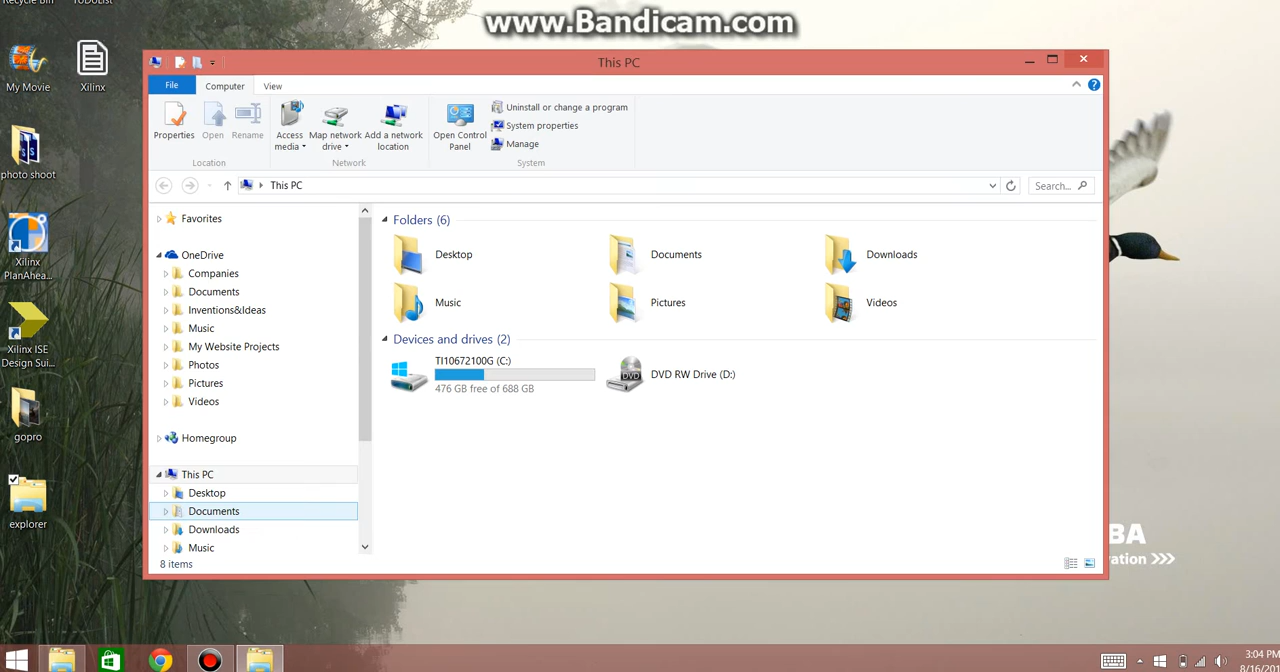 www.Bandicam.com
Recycle Bin
ToDoList
My Movie
Xilinx
photo shoot
Xilinx
PlanAhea...
Xilinx ISE
Design Sui...
gopro
explorer
This PC
File
Computer
View
Properties
Open
Rename
Location
Access
media
Map network
drive
Add a network
location
Network
Open Control
Panel
Uninstall or change a program
System properties
Manage
System
This PC
Search...
Favorites
OneDrive
Companies
Documents
Inventions&Ideas
Music
My Website Projects
Photos
Pictures
Videos
Homegroup
This PC
Desktop
Documents
Downloads
Music
Folders (6)
Desktop
Documents
Downloads
Music
Pictures
Videos
Devices and drives (2)
TI10672100G (C:)
476 GB free of 688 GB
DVD
DVD RW Drive (D:)
8 items
BA
ation >>>
3:04 PM